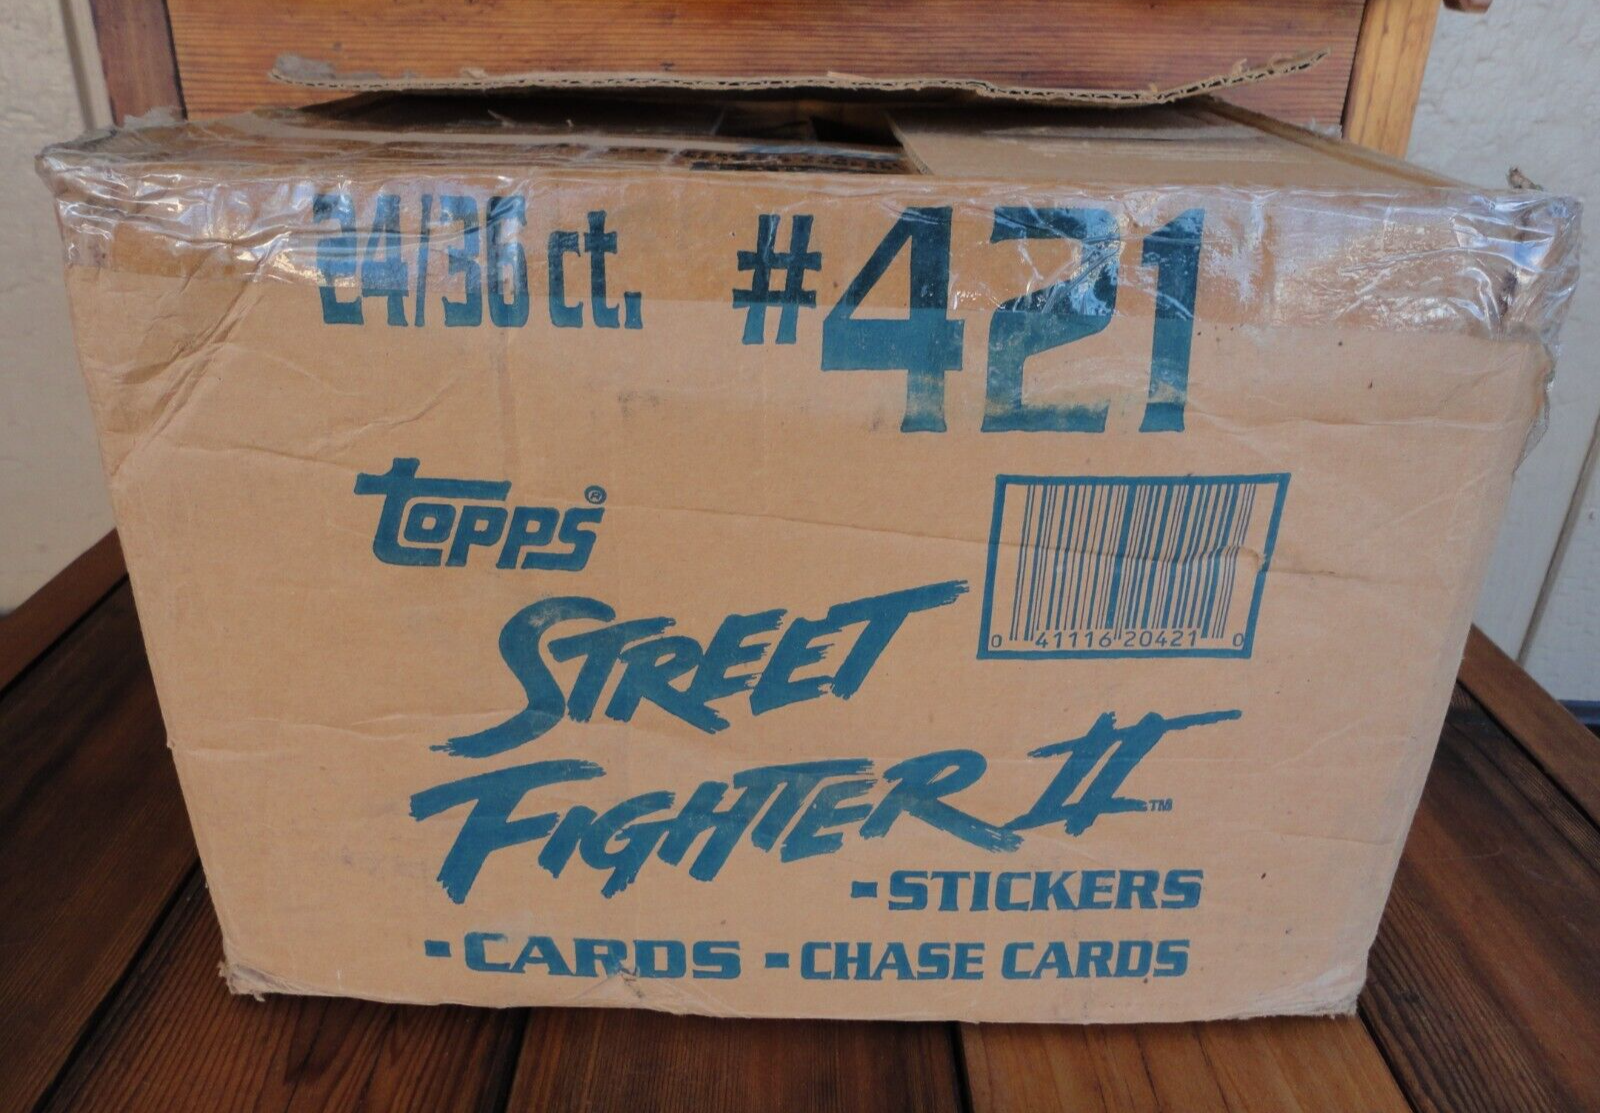 24/36 ct. #421
topps®
0 41116 20421 0
STREET
FIGHTER II™
-STICKERS
-CARDS -CHASE CARDS